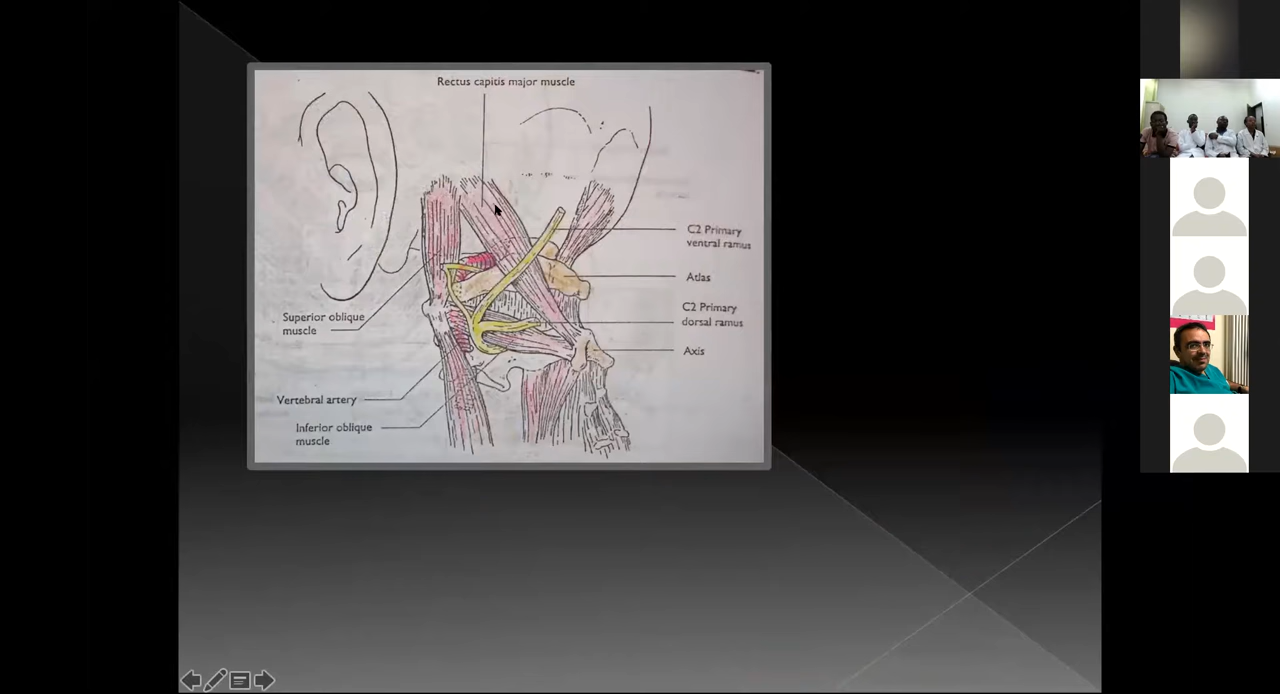 Rectus capitis major muscle
C2 Primary
ventral ramus
Atlas
C2 Primary
dorsal ramus
Axis
Superior oblique
muscle
Vertebral artery
Inferior oblique
muscle